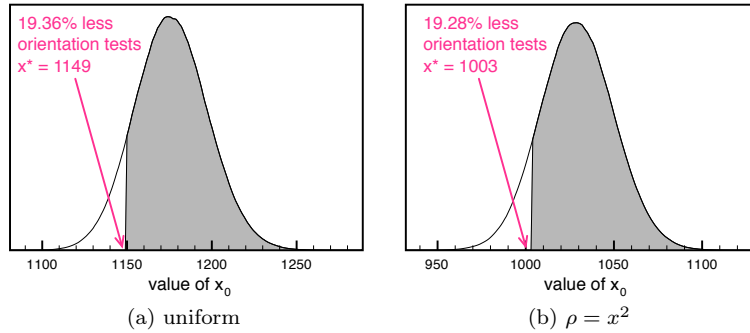 19.36% less
orientation tests
x* = 1149
1100 1150 1200 1250
value of x₀
(a) uniform
19.28% less
orientation tests
x* = 1003
950 1000 1050 1100
value of x₀
(b) ρ = x²